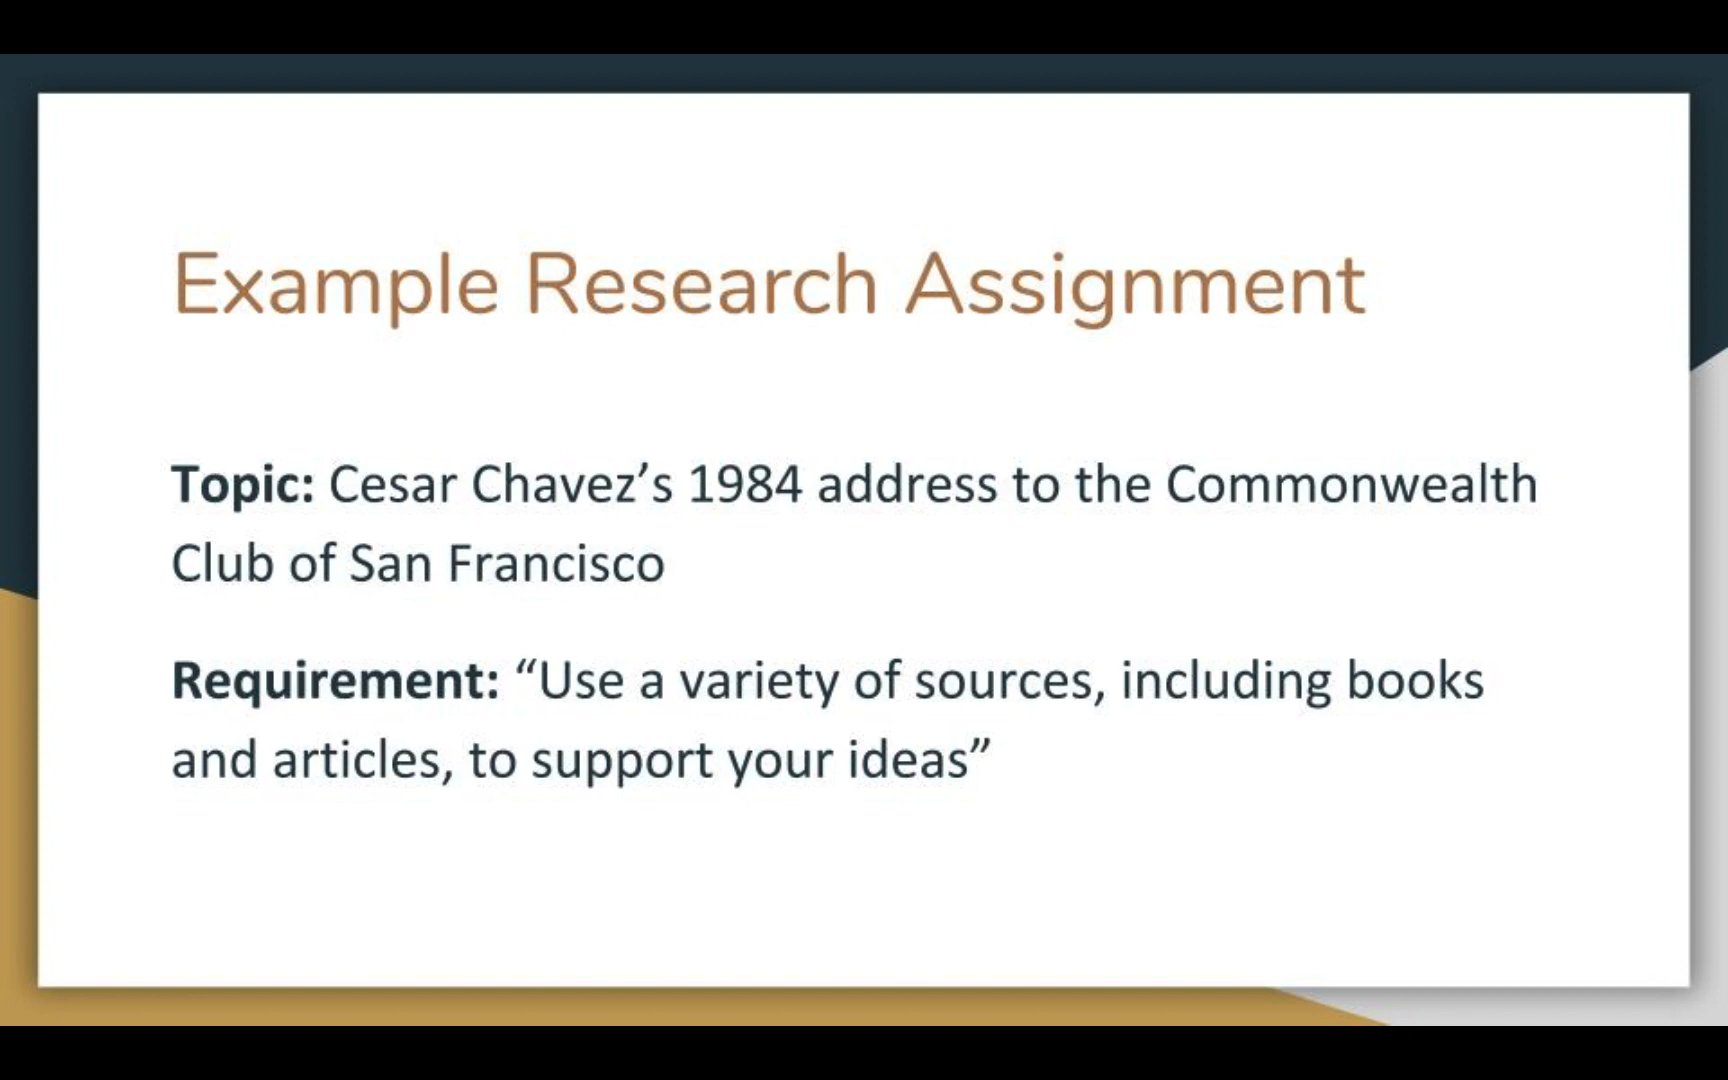 Example Research Assignment
Topic: Cesar Chavez’s 1984 address to the Commonwealth
Club of San Francisco
Requirement: “Use a variety of sources, including books
and articles, to support your ideas”